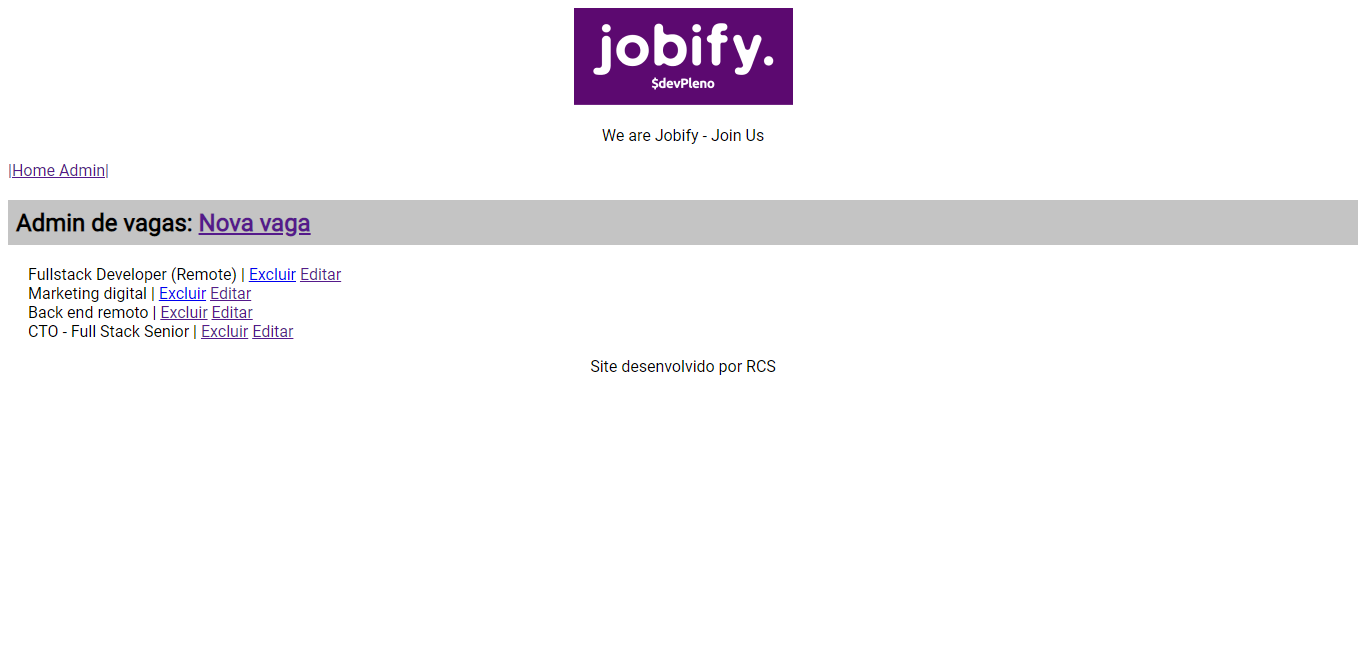 jobify.
$devPleno
We are Jobify - Join Us
|Home Admin|
Admin de vagas: Nova vaga
Fullstack Developer (Remote) | Excluir Editar
Marketing digital | Excluir Editar
Back end remoto | Excluir Editar
CTO - Full Stack Senior | Excluir Editar
Site desenvolvido por RCS